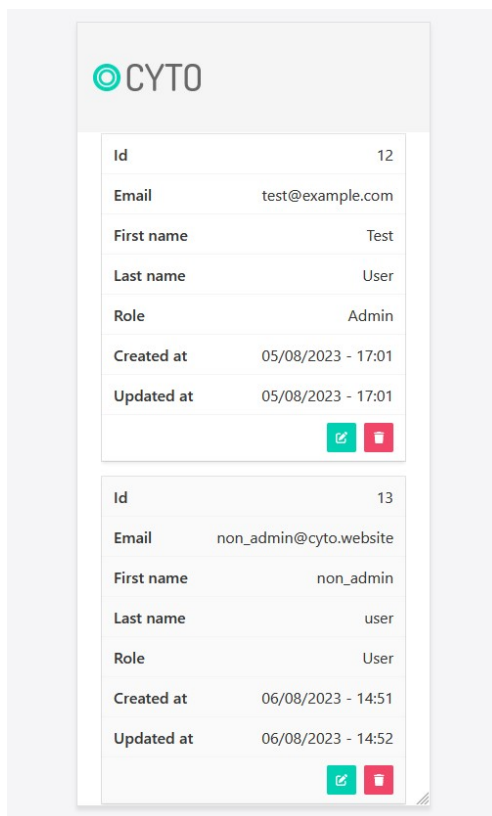 CYTO
Id 12
Email test@example.com
First name Test
Last name User
Role Admin
Created at 05/08/2023 - 17:01
Updated at 05/08/2023 - 17:01
Id 13
Email non_admin@cyto.website
First name non_admin
Last name user
Role User
Created at 06/08/2023 - 14:51
Updated at 06/08/2023 - 14:52